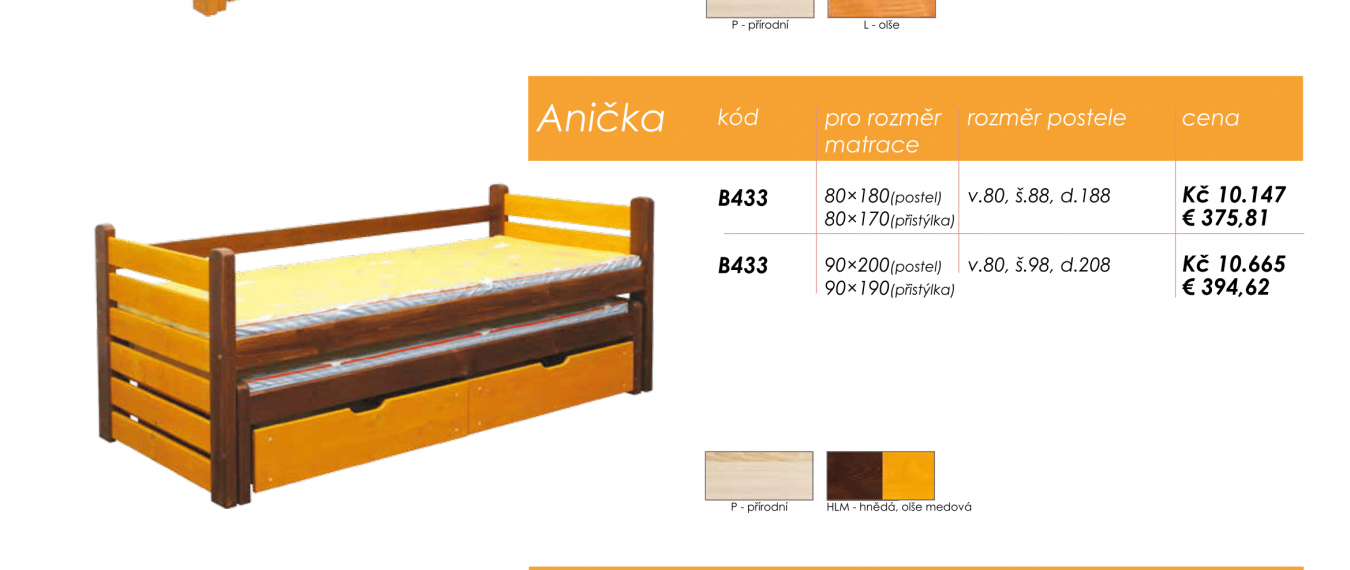 P - přírodní
L - olše
Anička
kód
pro rozměr
matrace
rozměr postele
cena
B433
80×180(postel)
80×170(přistýlka)
v.80, š.88, d.188
Kč 10.147
€ 375,81
B433
90×200(postel)
90×190(přistýlka)
v.80, š.98, d.208
Kč 10.665
€ 394,62
P - přírodní
HLM - hnědá, olše medová